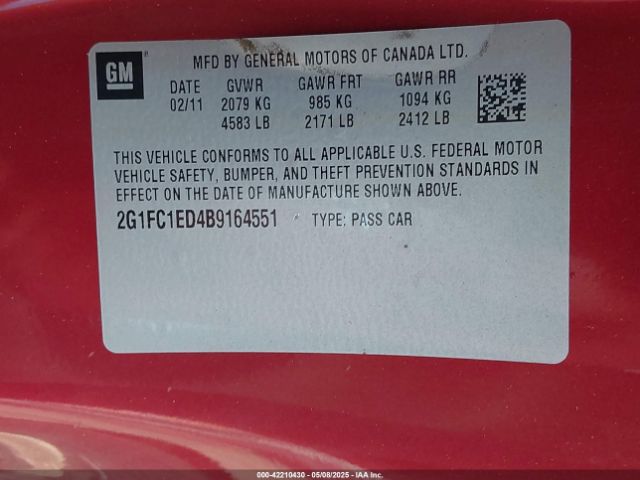 GM
MFD BY GENERAL MOTORS OF CANADA LTD.
DATE GVWR GAWR FRT GAWR RR
02/11 2079 KG 985 KG 1094 KG
4583 LB 2171 LB 2412 LB
THIS VEHICLE CONFORMS TO ALL APPLICABLE U.S. FEDERAL MOTOR
VEHICLE SAFETY, BUMPER, AND THEFT PREVENTION STANDARDS IN
EFFECT ON THE DATE OF MANUFACTURE SHOWN ABOVE.
2G1FC1ED4B9164551 TYPE: PASS CAR
000-42210430 - 05/08/2025 - IAAI.COM